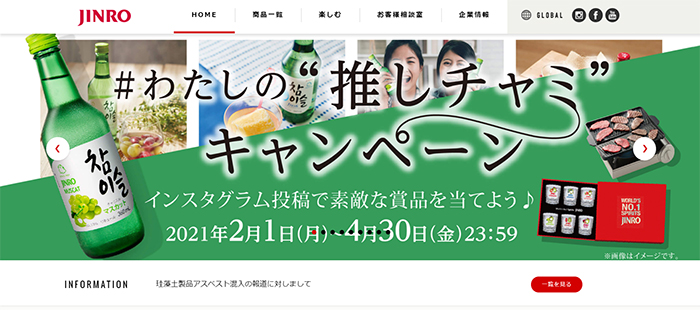 JINRO
HOME
商品一覧
楽しむ
お客様相談室
企業情報
GLOBAL
#わたしの“推しチャミ”
キャンペーン
インスタグラム投稿で素敵な賞品を当てよう♪
2021年2月1日(月)~4月30日(金)23:59
참이슬
JINRO
MUSCAT
マスカット
참이슬
WORLD'S
NO.1
SPIRITS
JINRO
※画像はイメージです。
INFORMATION
珪藻土製品アスベスト混入の報道に対しまして
一覧を見る